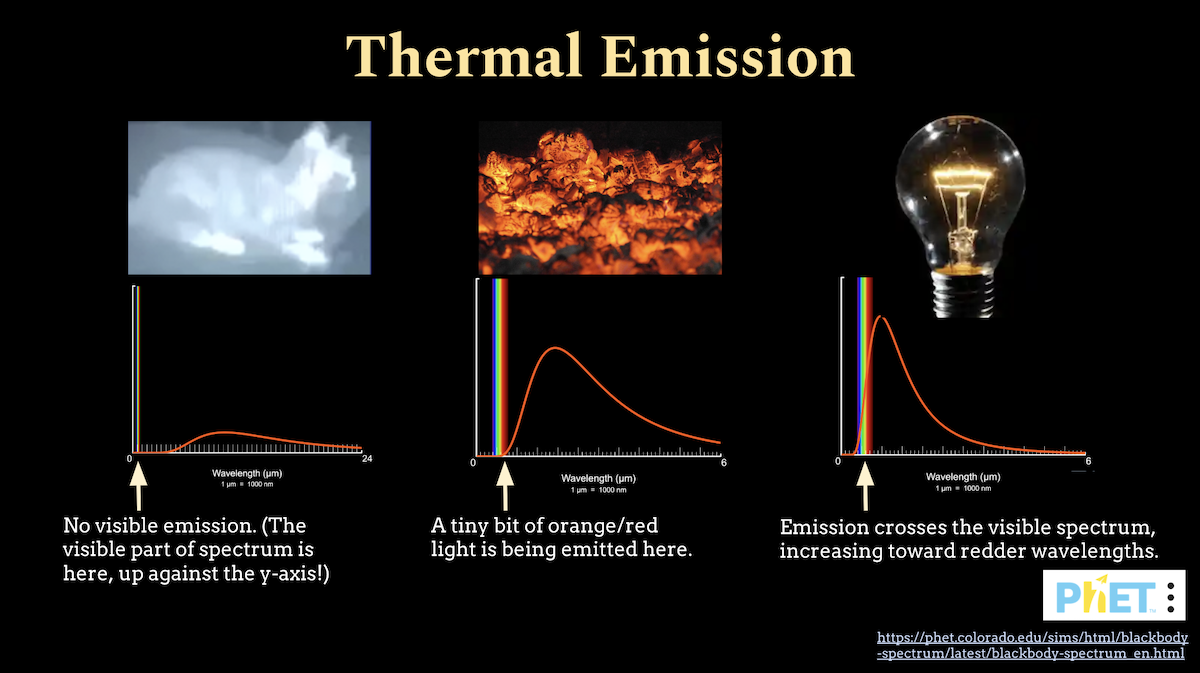 Thermal Emission
0
24
Wavelength (µm)
1 µm = 1000 nm
0
6
Wavelength (µm)
1 µm = 1000 nm
0
6
Wavelength (µm)
1 µm = 1000 nm
No visible emission. (The
visible part of spectrum is
here, up against the y-axis!)
A tiny bit of orange/red
light is being emitted here.
Emission crosses the visible spectrum,
increasing toward redder wavelengths.
PhET
TM
https://phet.colorado.edu/sims/html/blackbody
-spectrum/latest/blackbody-spectrum_en.html